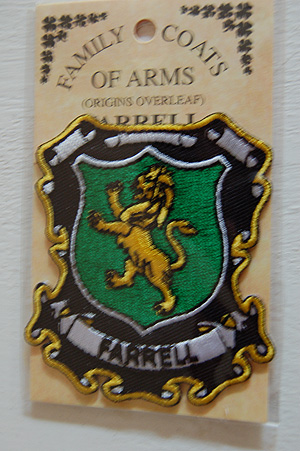 FAMILY COATS
OF ARMS
(ORIGINS OVERLEAF)
FARRELL
FARRELL